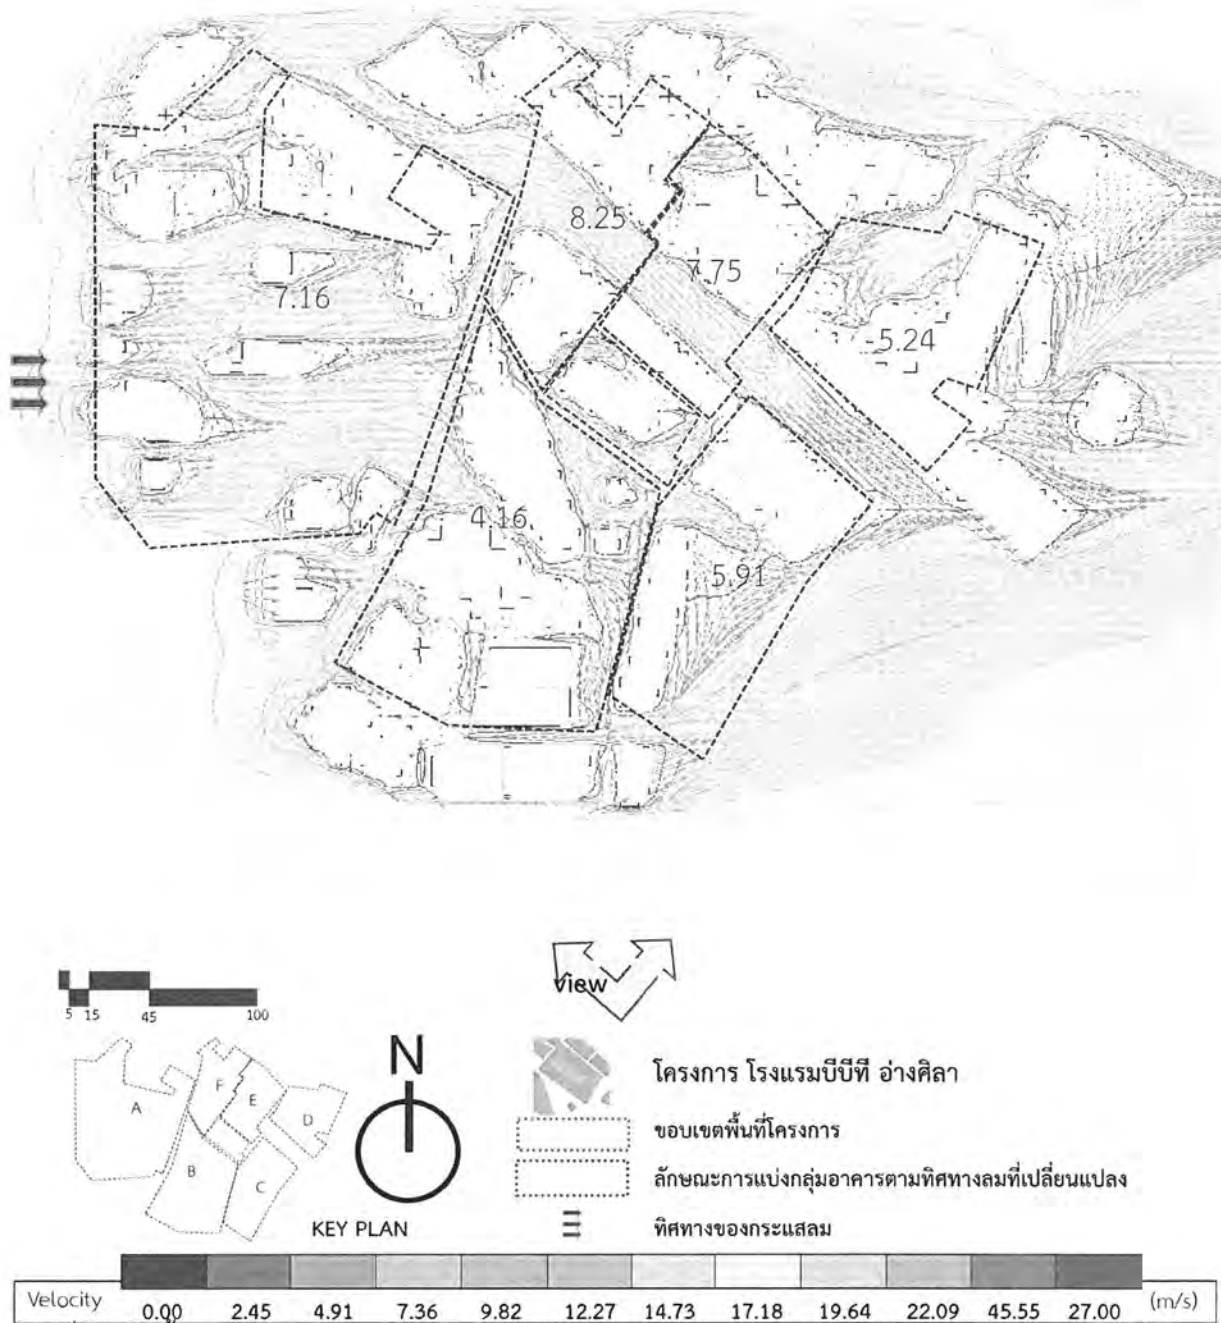 8.25
7.75
7.16
-5.24
4.16
5.91
view
5 15 45 100
N
A
F
E
D
B
C
KEY PLAN
โครงการ โรงแรมบีบีที อ่างศิลา
ขอบเขตพื้นที่โครงการ
ลักษณะการแบ่งกลุ่มอาคารตามทิศทางลมที่เปลี่ยนแปลง
ทิศทางของกระแสลม
Velocity 0.00 2.45 4.91 7.36 9.82 12.27 14.73 17.18 19.64 22.09 45.55 27.00 (m/s)